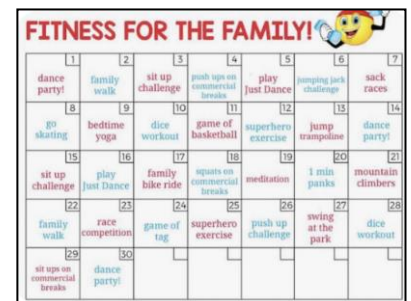 FITNESS FOR THE FAMILY!
1 2 3 4 5 6 7
dance party!
family walk
sit up challenge
push ups on commercial breaks
play Just Dance
jumping jack challenge
sack races
8 9 10 11 12 13 14
go skating
bedtime yoga
dice workout
game of basketball
superhero exercise
jump trampoline
dance party!
15 16 17 18 19 20 21
sit up challenge
play Just Dance
family bike ride
squats on commercial breaks
meditation
1 min panks
mountain climbers
22 23 24 25 26 27 28
family walk
race competition
game of tag
superhero exercise
push up challenge
swing at the park
dice workout
29 30
sit ups on commercial breaks
dance party!